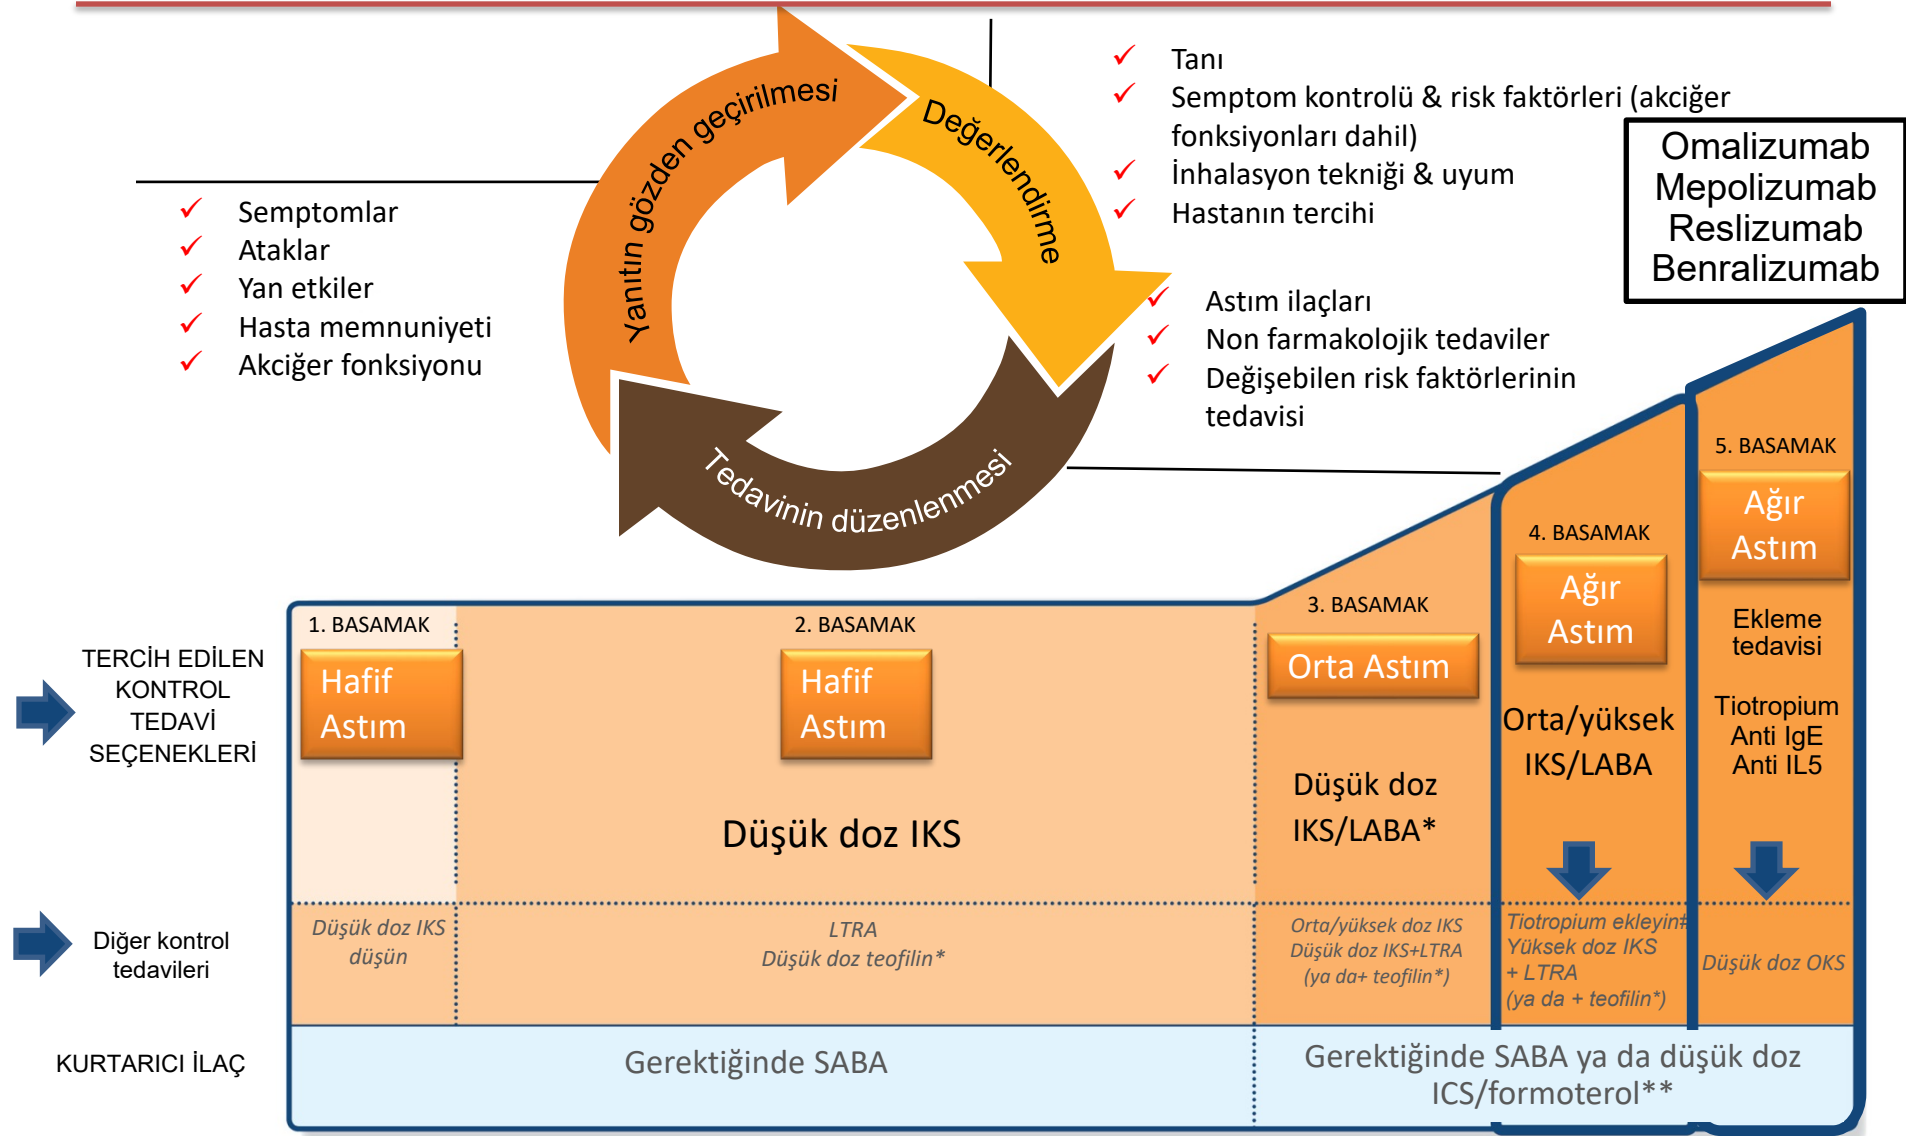 Yanıtın gözden geçirilmesi
Değerlendirme
Tedavinin düzenlenmesi
✓ Tanı
✓ Semptom kontrolü & risk faktörleri (akciğer
fonksiyonları dahil)
✓ İnhalasyon tekniği & uyum
✓ Hastanın tercihi
Omalizumab
Mepolizumab
Reslizumab
Benralizumab
✓ Semptomlar
✓ Ataklar
✓ Yan etkiler
✓ Hasta memnuniyeti
✓ Akciğer fonksiyonu
✓ Astım ilaçları
✓ Non farmakolojik tedaviler
✓ Değişebilen risk faktörlerinin
tedavisi
TERCİH EDİLEN
KONTROL
TEDAVİ
SEÇENEKLERİ
1. BASAMAK
Hafif
Astım
2. BASAMAK
Hafif
Astım
Düşük doz IKS
3. BASAMAK
Orta Astım
Düşük doz
IKS/LABA*
4. BASAMAK
Ağır
Astım
Orta/yüksek
IKS/LABA
5. BASAMAK
Ağır
Astım
Ekleme
tedavisi
Tiotropium
Anti IgE
Anti IL5
Diğer kontrol
tedavileri
Düşük doz IKS
düşün
LTRA
Düşük doz teofilin*
Orta/yüksek doz IKS
Düşük doz IKS+LTRA
(ya da+ teofilin*)
Tiotropium ekleyin#
Yüksek doz IKS
+ LTRA
(ya da + teofilin*)
Düşük doz OKS
KURTARICI İLAÇ
Gerektiğinde SABA
Gerektiğinde SABA ya da düşük doz
ICS/formoterol**